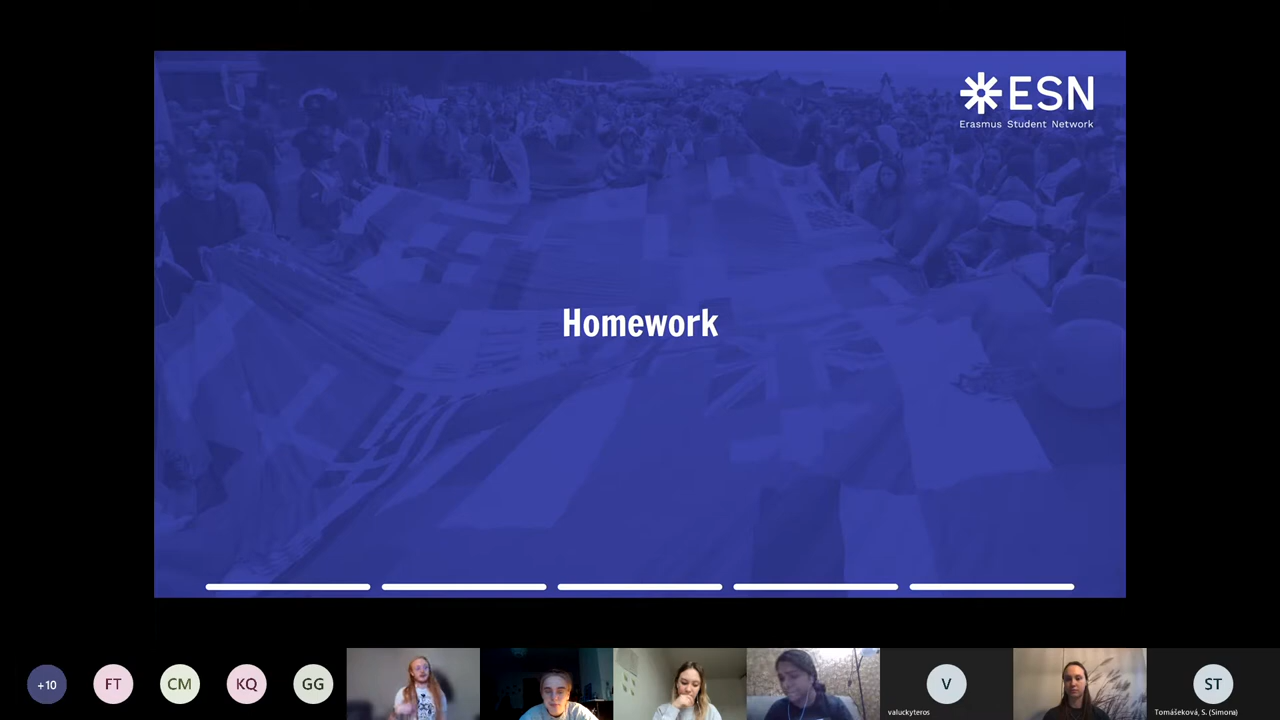 ESN
Erasmus Student Network
Homework
+10
FT
CM
KQ
GG
V
valuckyteros
ST
Tomášeková, S. (Simona)